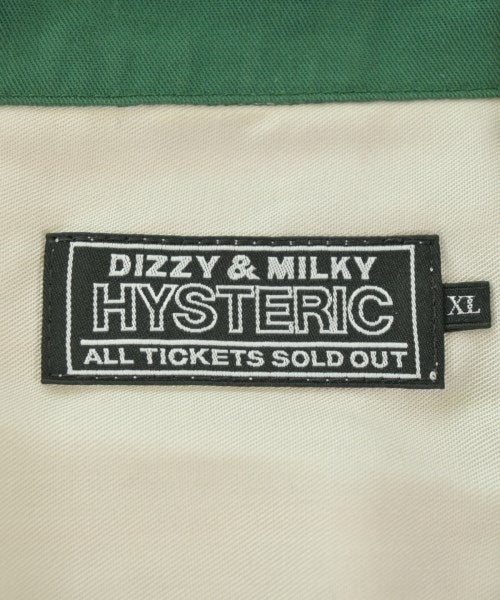 DIZZY & MILKY
HYSTERIC
ALL TICKETS SOLD OUT
XL